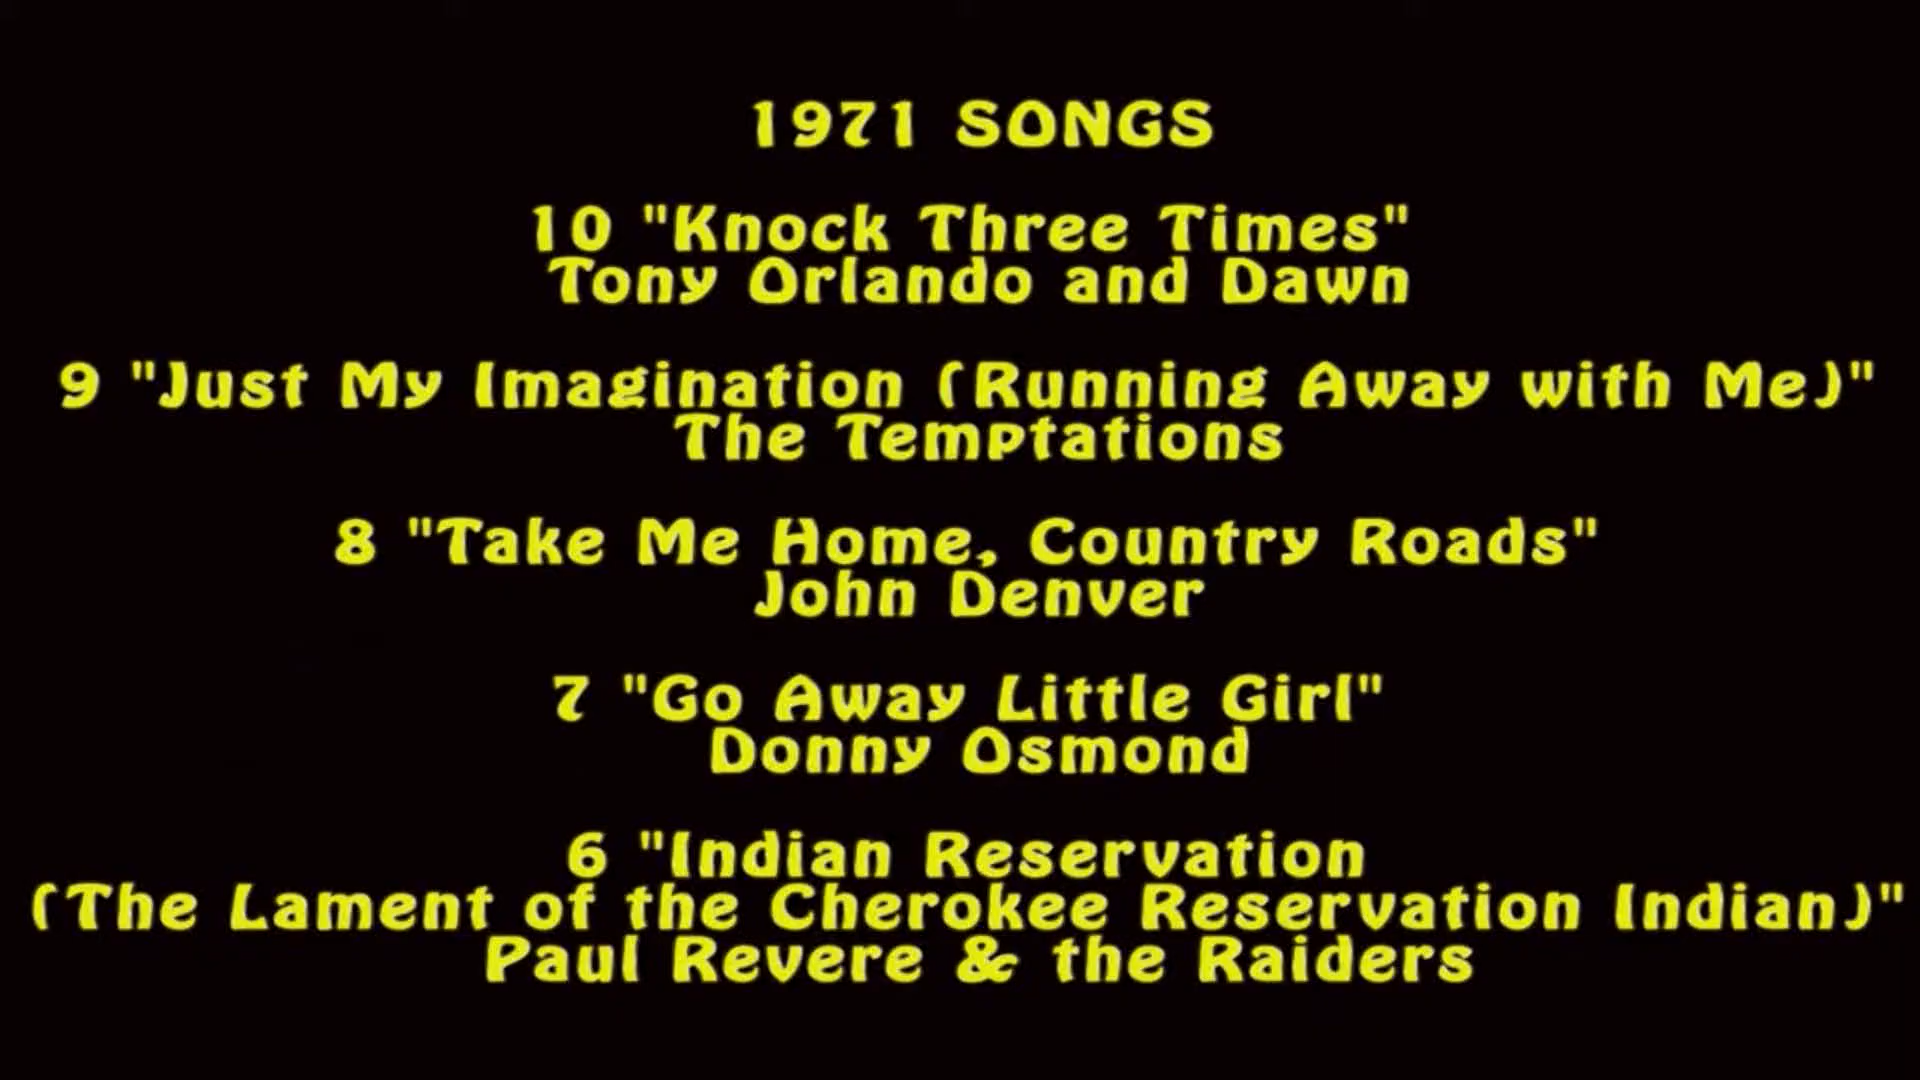 1971 SONGS
10 "Knock Three Times"
Tony Orlando and Dawn
9 "Just My Imagination (Running Away with Me)"
The Temptations
8 "Take Me Home, Country Roads"
John Denver
7 "Go Away Little Girl"
Donny Osmond
6 "Indian Reservation
(The Lament of the Cherokee Reservation Indian)"
Paul Revere & the Raiders